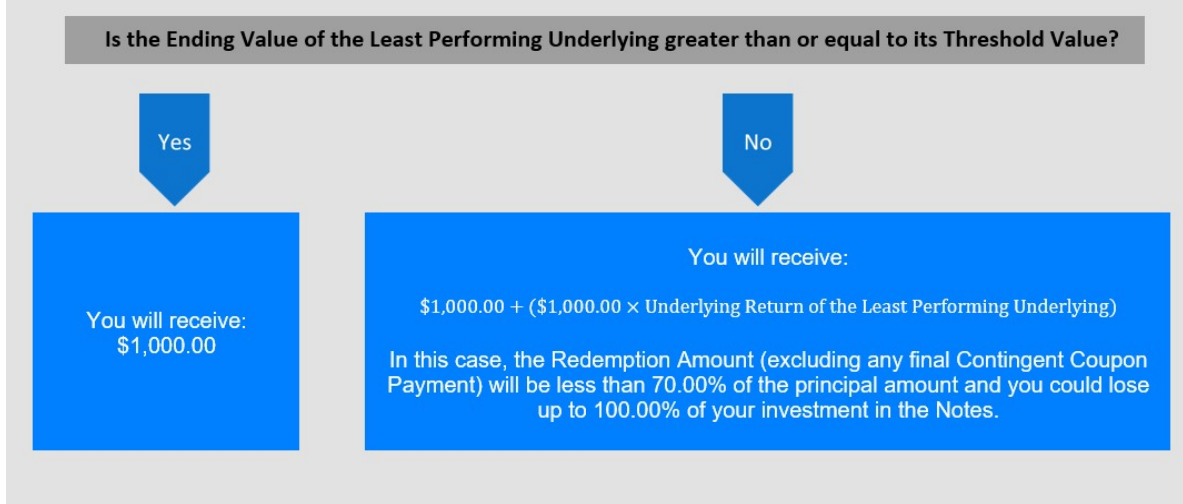 Is the Ending Value of the Least Performing Underlying greater than or equal to its Threshold Value?
Yes
No
You will receive:
$1,000.00
You will receive:
$1,000.00 + ($1,000.00 × Underlying Return of the Least Performing Underlying)
In this case, the Redemption Amount (excluding any final Contingent Coupon
Payment) will be less than 70.00% of the principal amount and you could lose
up to 100.00% of your investment in the Notes.